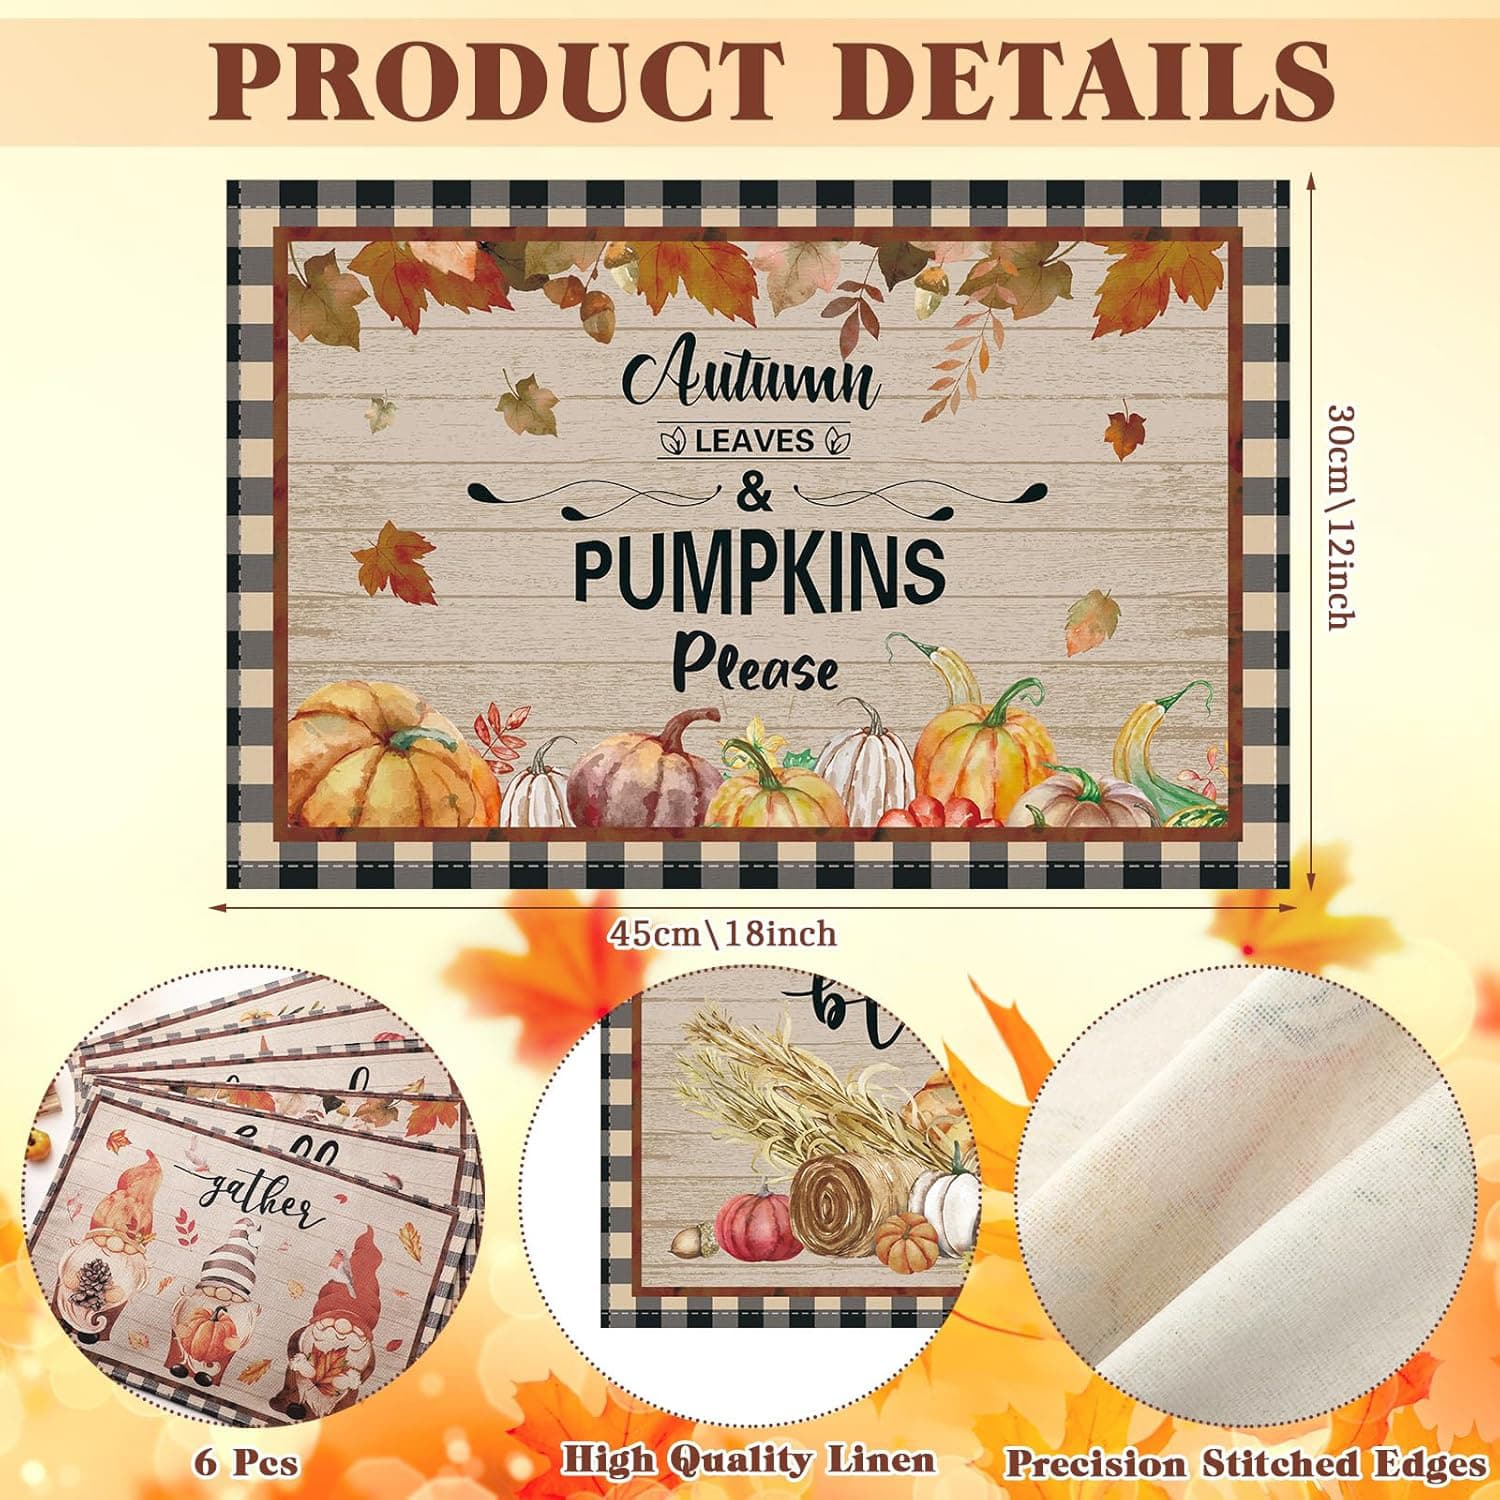 PRODUCT DETAILS
Autumn
LEAVES
&
PUMPKINS
Please
30cm\12inch
45cm\18inch
gather
6 Pcs
High Quality Linen
Precision Stitched Edges